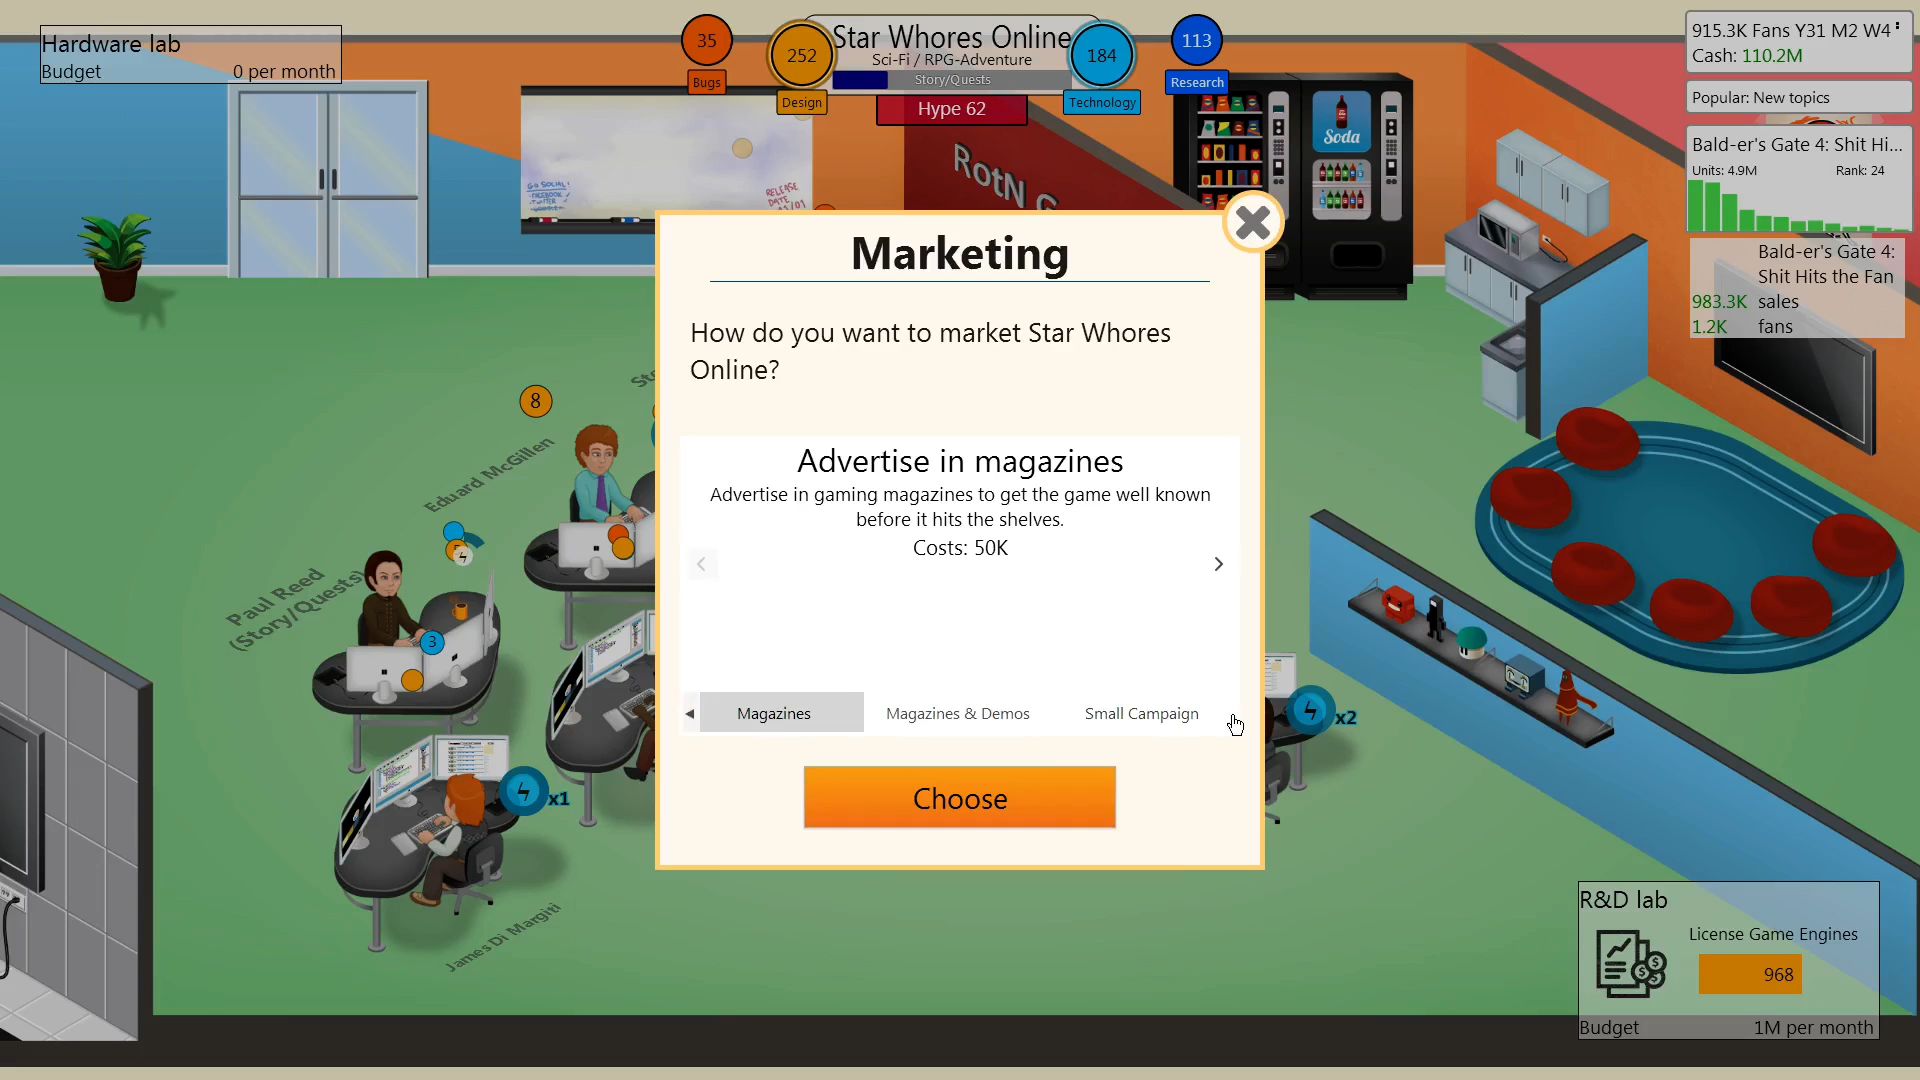 Hardware lab
Budget 0 per month
35
Bugs
252
Design
Star Whores Online
Sci-Fi / RPG-Adventure
Story/Quests
Hype 62
184
Technology
113
Research
915.3K Fans Y31 M2 W4
Cash: 110.2M
Popular: New topics
Bald-er's Gate 4: Shit Hi...
Units: 4.9M Rank: 24
Bald-er's Gate 4:
Shit Hits the Fan
983.3K sales
1.2K fans
GO SOCIAL!
FACEBOOK
TWITTER
RELEASE
DATE
RotN G
Soda
Marketing
How do you want to market Star Whores
Online?
Advertise in magazines
Advertise in gaming magazines to get the game well known
before it hits the shelves.
Costs: 50K
Magazines Magazines & Demos Small Campaign
Choose
8
Eduard McGillen
Paul Reed
(Story/Quests)
3
x1
x2
James Di Margiti
R&D lab
License Game Engines
968
Budget 1M per month